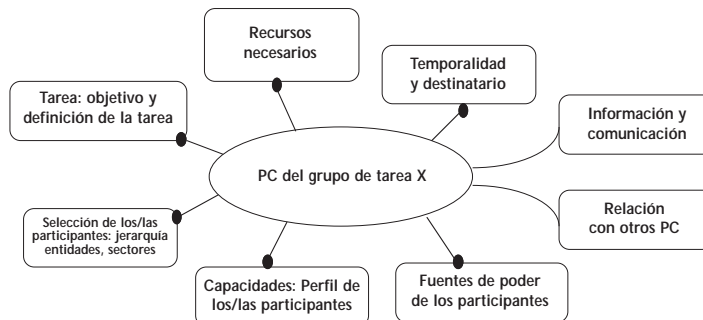 Recursos
necesarios
Temporalidad
y destinatario
Tarea: objetivo y
definición de la tarea
Información y
comunicación
PC del grupo de tarea X
Selección de los/las
participantes: jerarquía
entidades, sectores
Relación
con otros PC
Capacidades: Perfil de
los/las participantes
Fuentes de poder
de los participantes